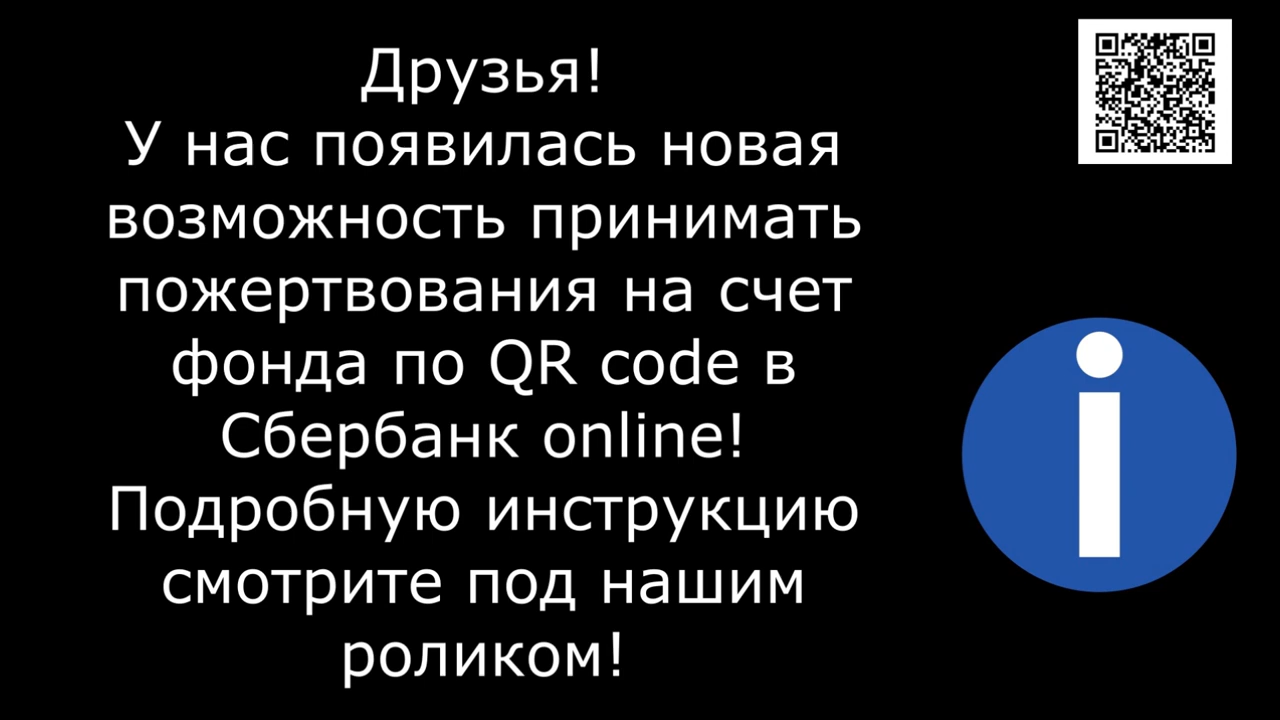 Друзья!
У нас появилась новая
возможность принимать
пожертвования на счет
фонда по QR code в
Сбербанк online!
Подробную инструкцию
смотрите под нашим
роликом!